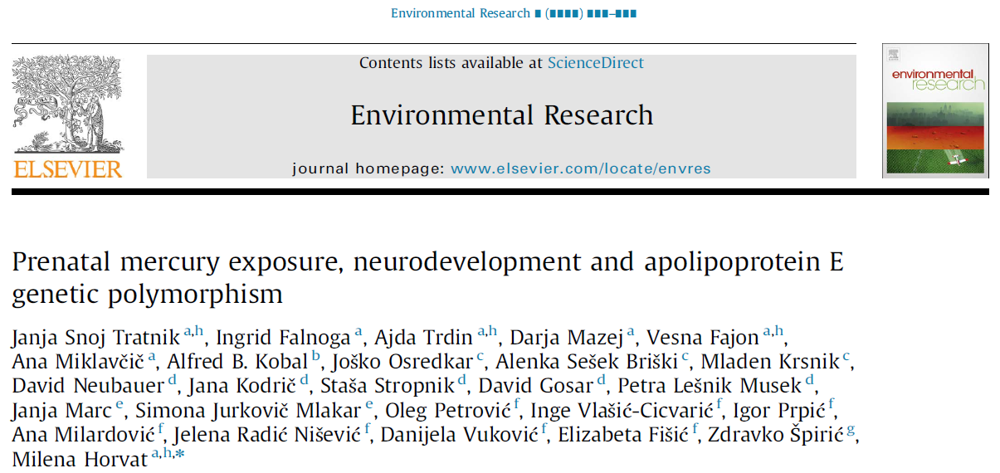 Environmental Research ∎ (∎∎∎∎) ∎∎∎–∎∎∎
Contents lists available at ScienceDirect
Environmental Research
journal homepage: www.elsevier.com/locate/envres
NON SOLUS
ELSEVIER
environmental
research
Prenatal mercury exposure, neurodevelopment and apolipoprotein E
genetic polymorphism
Janja Snoj Tratnik a,h, Ingrid Falnoga a, Ajda Trdin a,h, Darja Mazej a, Vesna Fajon a,h,
Ana Miklavčič a, Alfred B. Kobal b, Joško Osredkar c, Alenka Sešek Briški c, Mladen Krsnik c,
David Neubauer d, Jana Kodrič d, Staša Stropnik d, David Gosar d, Petra Lešnik Musek d,
Janja Marc e, Simona Jurkovič Mlakar e, Oleg Petrović f, Inge Vlašić-Cicvarić f, Igor Prpić f,
Ana Milardović f, Jelena Radić Nišević f, Danijela Vuković f, Elizabeta Fišić f, Zdravko Špirić g,
Milena Horvat a,h,*